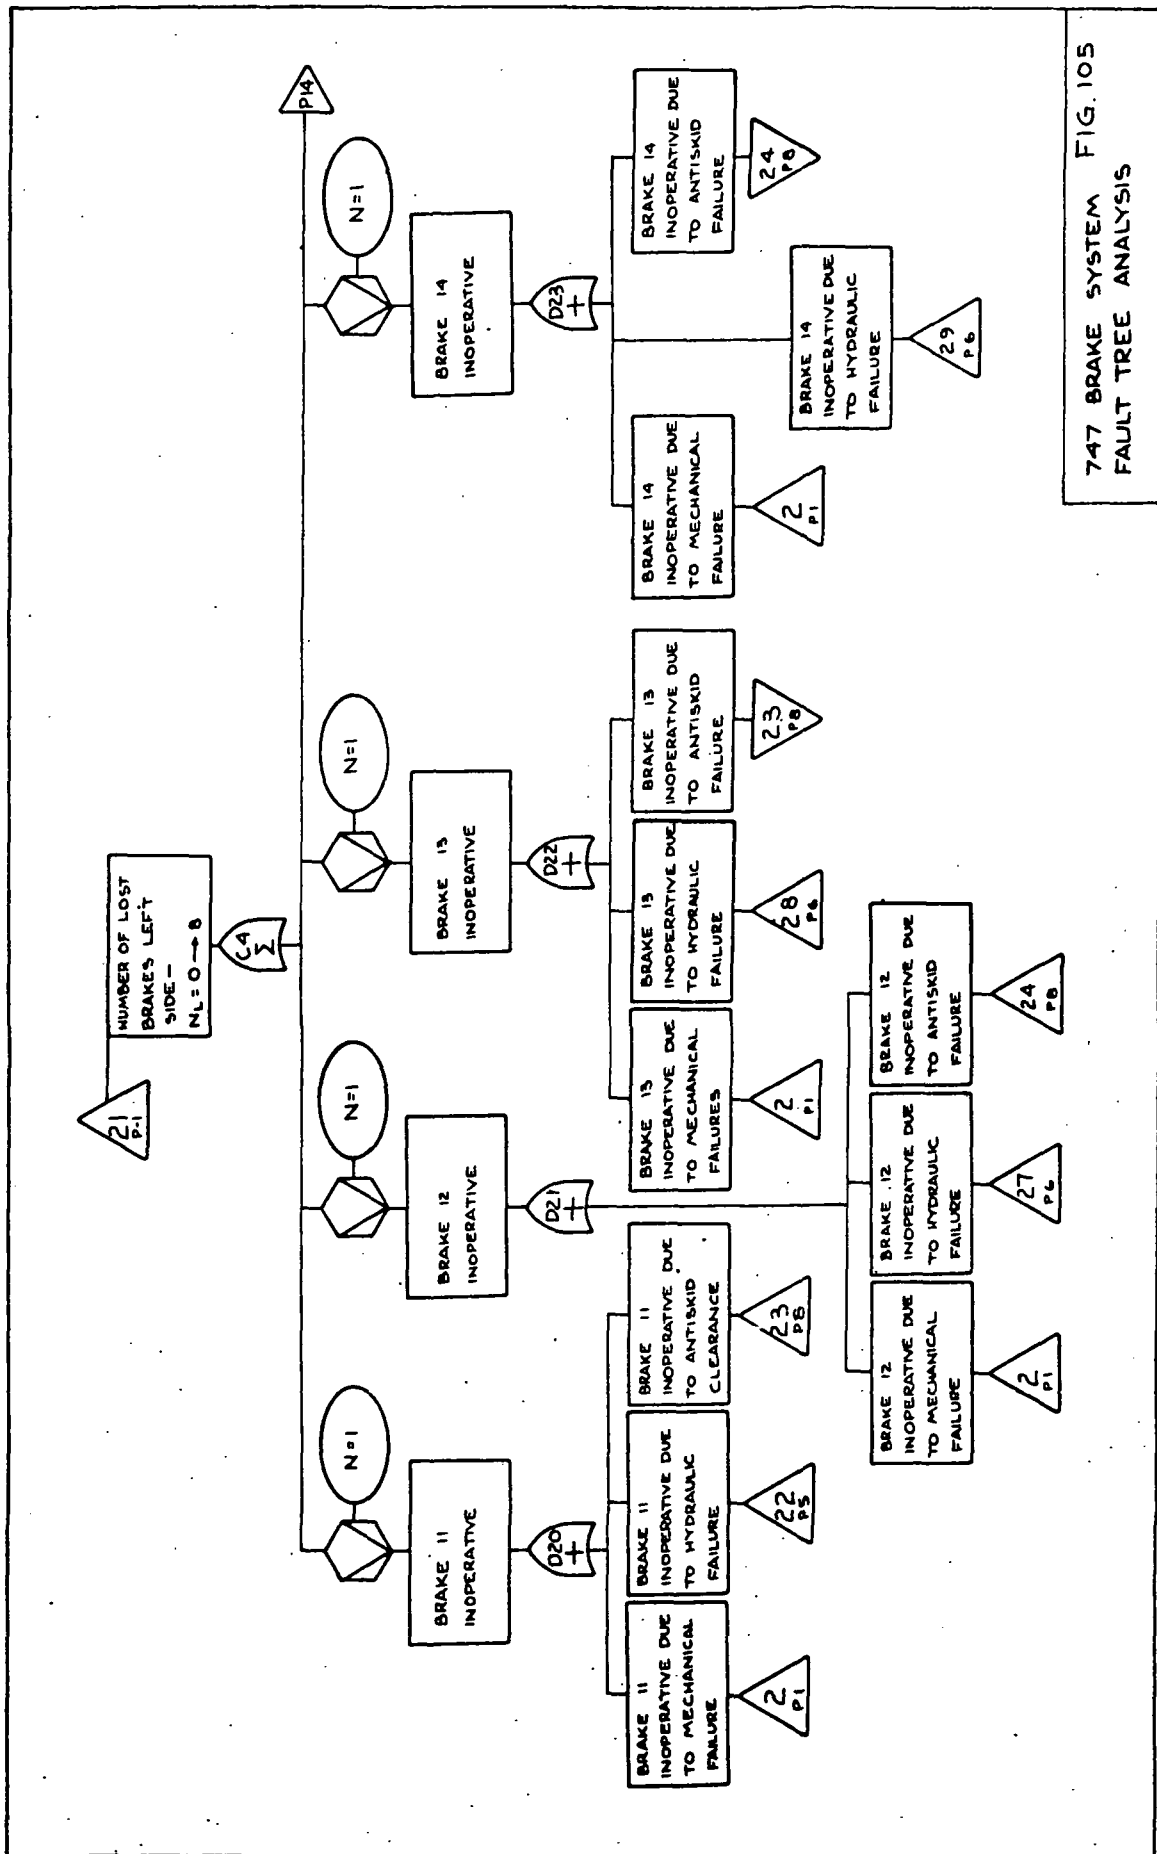 21
P-1
NUMBER OF LOST
BRAKES LEFT
SIDE-
NL = 0 → 8
C4
Σ
P14
N=1
N=1
N=1
N=1
BRAKE 11
INOPERATIVE
BRAKE 12
INOPERATIVE
BRAKE 13
INOPERATIVE
BRAKE 14
INOPERATIVE
D20
+
D21
+
D22
+
D23
+
BRAKE 11
INOPERATIVE DUE
TO MECHANICAL
FAILURE
2
P1
BRAKE 11
INOPERATIVE DUE
TO HYDRAULIC
FAILURE
22
P5
BRAKE 11
INOPERATIVE DUE
TO ANTISKID
CLEARANCE
23
P8
BRAKE 12
INOPERATIVE DUE
TO MECHANICAL
FAILURE
2
P1
BRAKE 12
INOPERATIVE DUE
TO HYDRAULIC
FAILURE
27
P6
BRAKE 12
INOPERATIVE DUE
TO ANTISKID
FAILURE
24
P8
BRAKE 13
INOPERATIVE DUE
TO MECHANICAL
FAILURES
2
P1
BRAKE 13
INOPERATIVE DUE
TO HYDRAULIC
FAILURES
28
P6
BRAKE 13
INOPERATIVE DUE
TO ANTISKID
FAILURE
23
P8
BRAKE 14
INOPERATIVE DUE
TO MECHANICAL
FAILURE
2
P1
BRAKE 14
INOPERATIVE DUE
TO HYDRAULIC
FAILURE
29
P6
BRAKE 14
INOPERATIVE DUE
TO ANTISKID
FAILURE
24
P8
747 BRAKE SYSTEM FIG. 105
FAULT TREE ANALYSIS